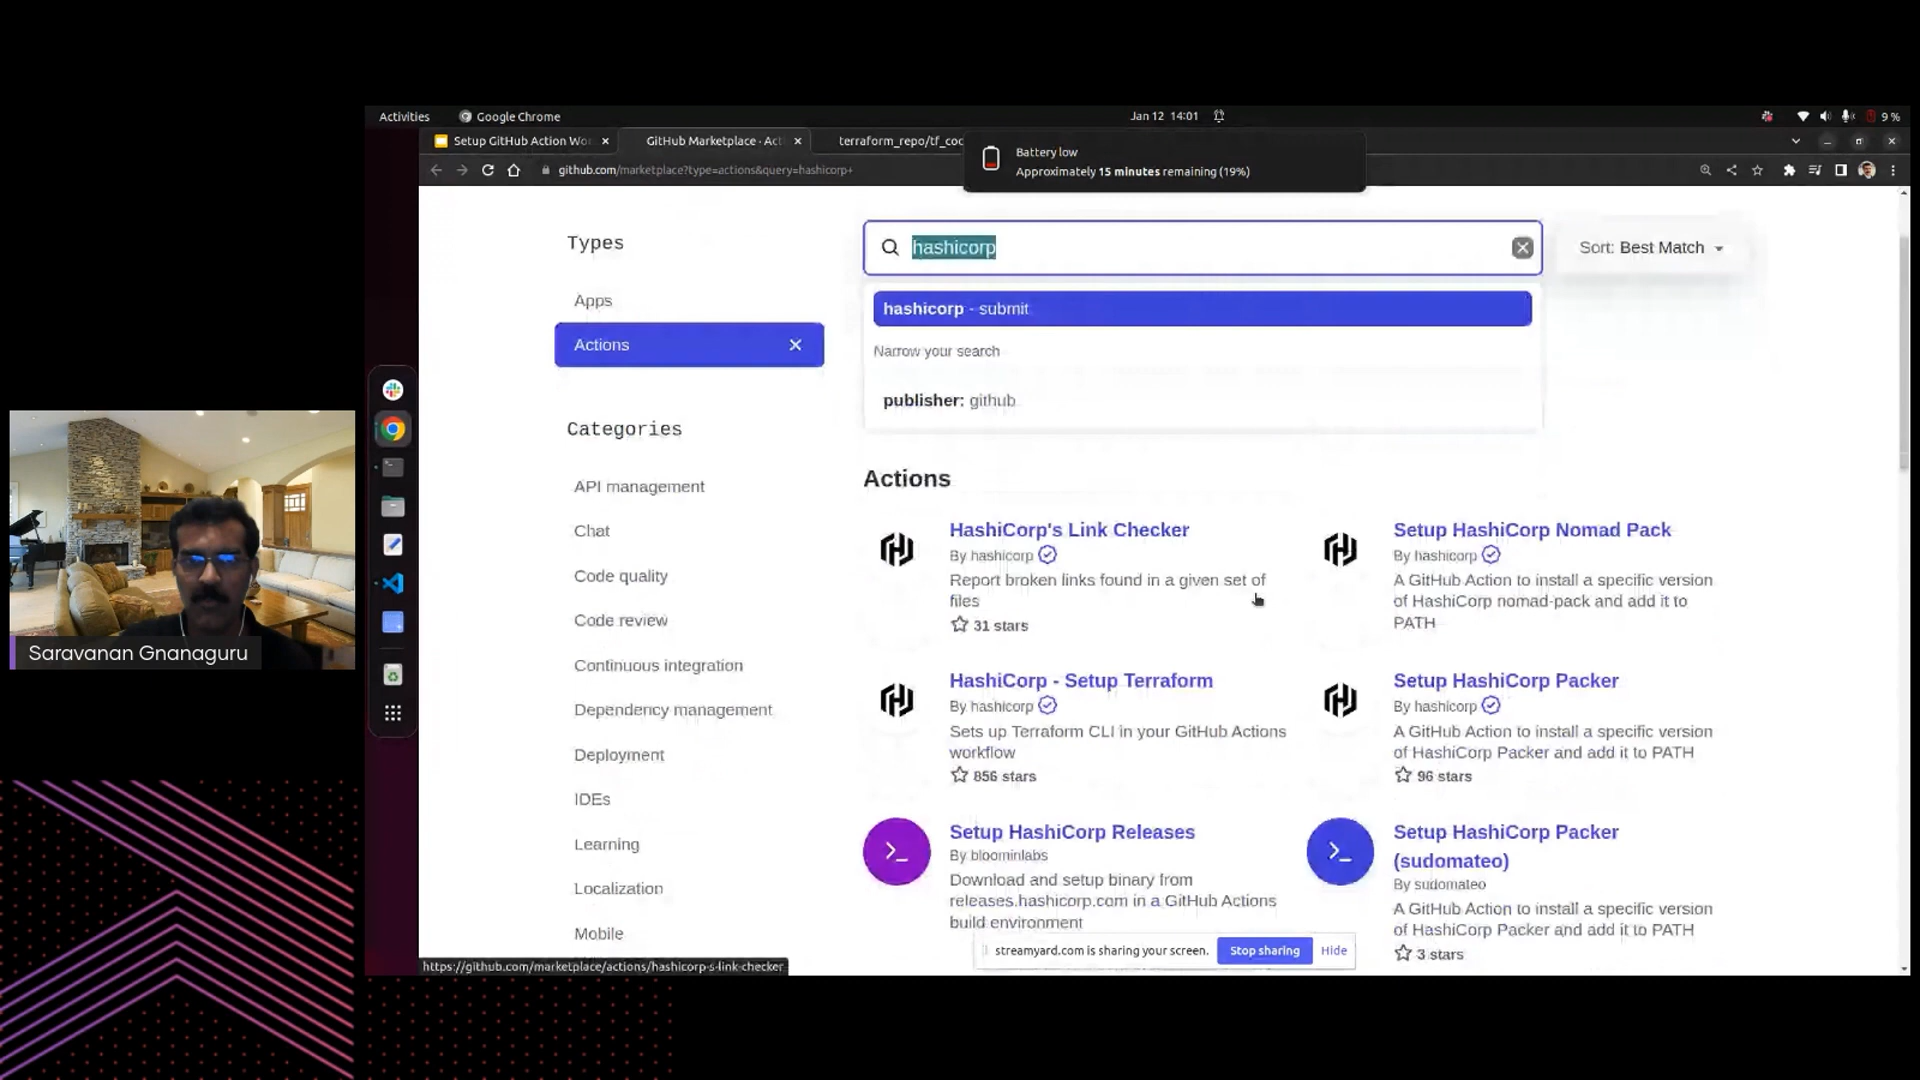 Activities
Google Chrome
Jan 12 14:01
9 %
Setup GitHub Action Wo
GitHub Marketplace · Act
terraform_repo/tf_coc
Battery low
Approximately 15 minutes remaining (19%)
github.com/marketplace?type=actions&query=hashicorp+
Types
Apps
Actions
Categories
API management
Chat
Code quality
Code review
Continuous integration
Dependency management
Deployment
IDEs
Learning
Localization
Mobile
hashicorp
Sort: Best Match
hashicorp - submit
Narrow your search
publisher: github
Actions
HashiCorp's Link Checker
By hashicorp
Report broken links found in a given set of
files
31 stars
Setup HashiCorp Nomad Pack
By hashicorp
A GitHub Action to install a specific version
of HashiCorp nomad-pack and add it to
PATH
HashiCorp - Setup Terraform
By hashicorp
Sets up Terraform CLI in your GitHub Actions
workflow
856 stars
Setup HashiCorp Packer
By hashicorp
A GitHub Action to install a specific version
of HashiCorp Packer and add it to PATH
96 stars
Setup HashiCorp Releases
By bloominlabs
Download and setup binary from
releases.hashicorp.com in a GitHub Actions
build environment
Setup HashiCorp Packer
(sudomateo)
By sudomateo
A GitHub Action to install a specific version
of HashiCorp Packer and add it to PATH
3 stars
streamyard.com is sharing your screen.
Stop sharing
Hide
https://github.com/marketplace/actions/hashicorp-s-link-checker
Saravanan Gnanaguru